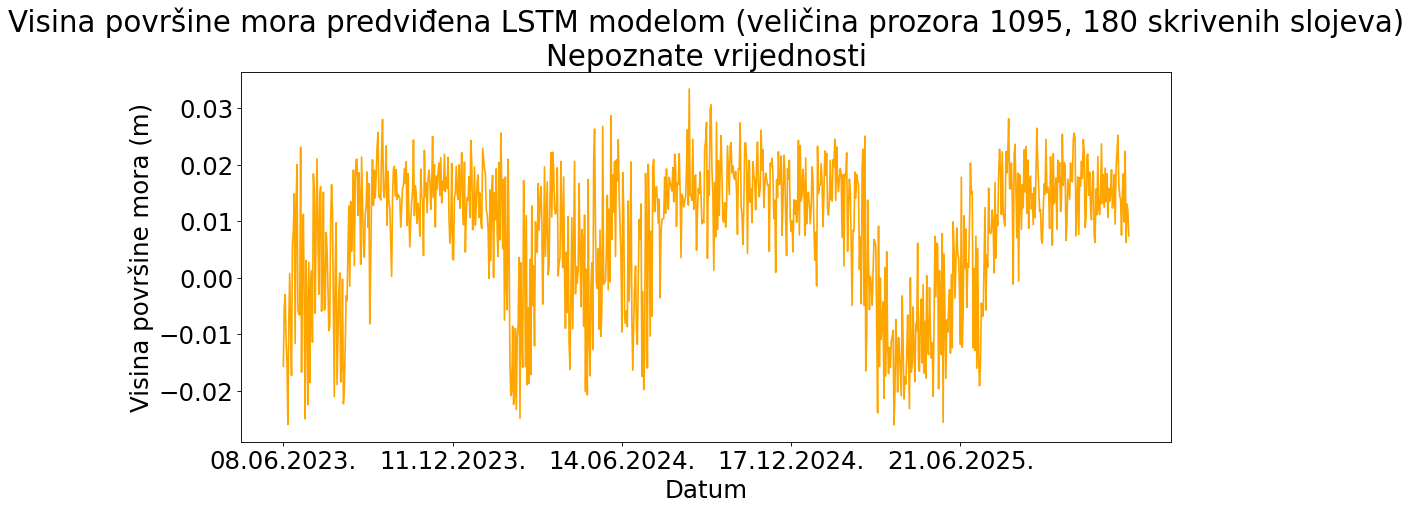 Visina površine mora predviđena LSTM modelom (veličina prozora 1095, 180 skrivenih slojeva)
Nepoznate vrijednosti
Visina površine mora (m)
0.03
0.02
0.01
0.00
−0.01
−0.02
08.06.2023. 11.12.2023. 14.06.2024. 17.12.2024. 21.06.2025.
Datum